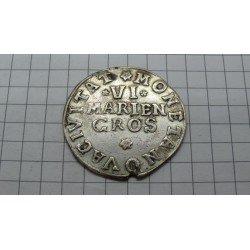 MONETA NOVA CIVITAT
·VI·
MARIEN
GROS